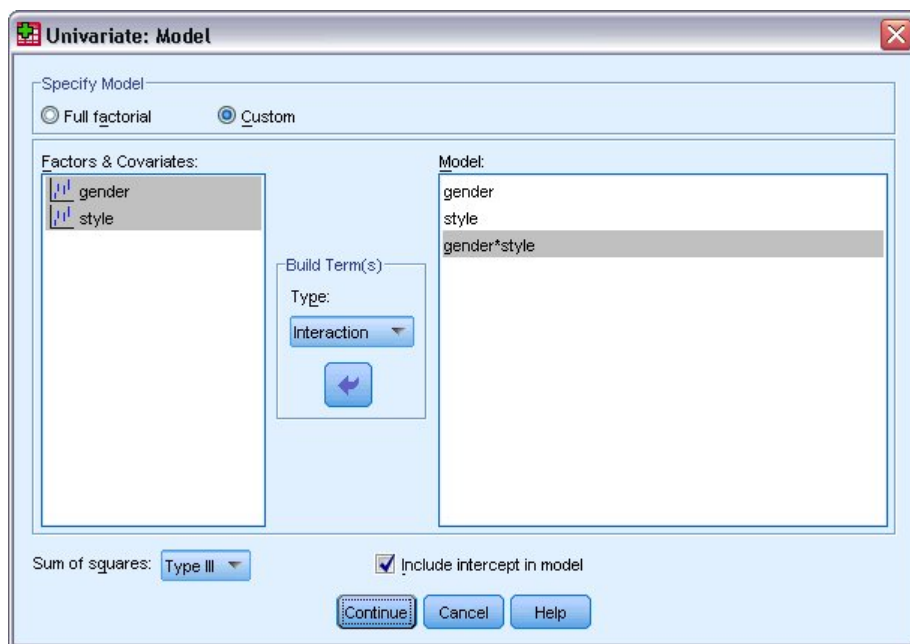 Univariate: Model
Specify Model
Full factorial
Custom
Factors & Covariates:
gender
style
Build Term(s)
Type:
Interaction
Model:
gender
style
gender*style
Sum of squares: Type III
Include intercept in model
Continue Cancel Help